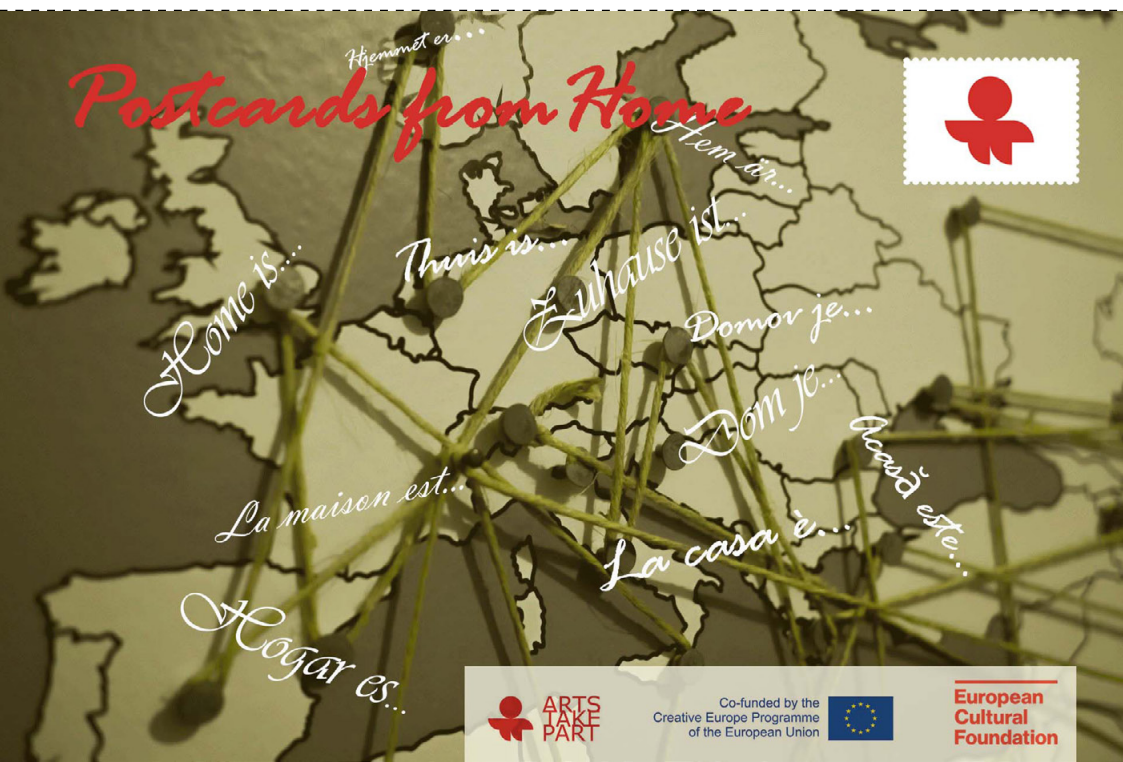 Hjemmet er...
Postcards from Home
Hem är...
Thuis is...
Zuhause ist...
Home is...
Domov je...
Dom je...
Acasă este...
La maison est...
La casa è...
Hogar es...
ARTS
TAKE
PART
Co-funded by the
Creative Europe Programme
of the European Union
European
Cultural
Foundation